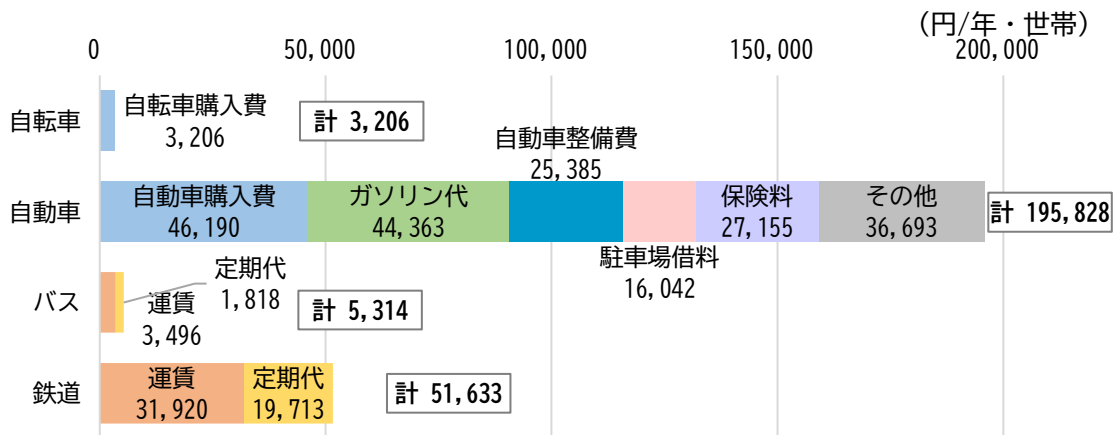 （円/年・世帯）
0
50,000
100,000
150,000
200,000
自転車
自転車購入費
3,206
計 3,206
自動車整備費
25,385
自動車
自動車購入費
46,190
ガソリン代
44,363
保険料
27,155
その他
36,693
計 195,828
駐車場借料
16,042
バス
定期代
1,818
運賃
3,496
計 5,314
鉄道
運賃
31,920
定期代
19,713
計 51,633